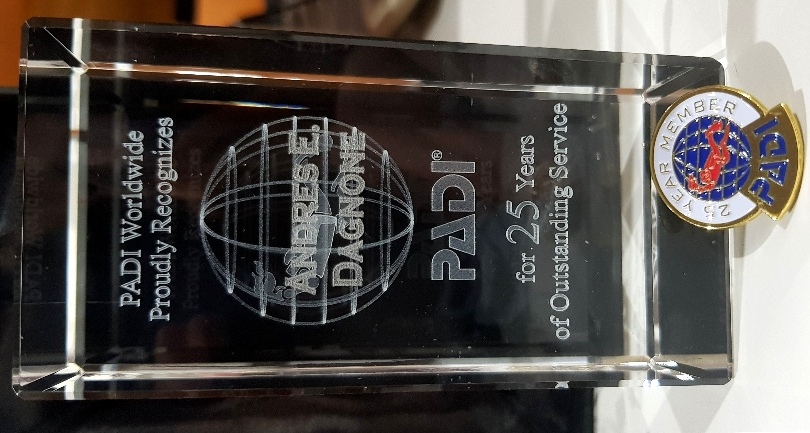 PADI Worldwide
Proudly Recognizes
ANDRES E.
DAGNONE
PADI®
for 25 Years
of Outstanding Service
25 YEAR MEMBER
PADI